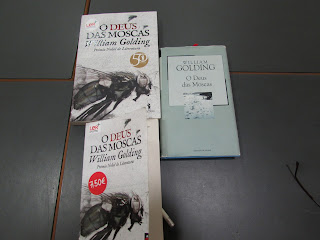 O DEUS
DAS MOSCAS
William Golding
Prémio Nobel de Literatura
50
WILLIAM
GOLDING
O Deus
das Moscas
O DEUS
DAS MOSCAS
William Golding
Prémio Nobel de Literatura
7,50€